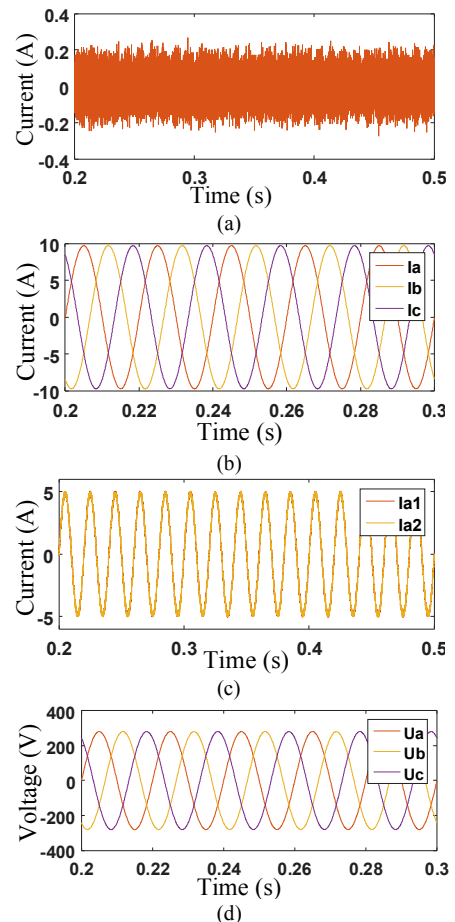 0.4
0.2
0
-0.2
-0.4
Current (A)
0.2 0.3 0.4 0.5
Time (s)
(a)
10
5
0
-5
-10
Current (A)
Ia
Ib
Ic
0.2 0.22 0.24 0.26 0.28 0.3
Time (s)
(b)
5
0
-5
Current (A)
Ia1
Ia2
0.2 0.3 0.4 0.5
Time (s)
(c)
400
200
0
-200
-400
Voltage (V)
Ua
Ub
Uc
0.2 0.22 0.24 0.26 0.28 0.3
Time (s)
(d)